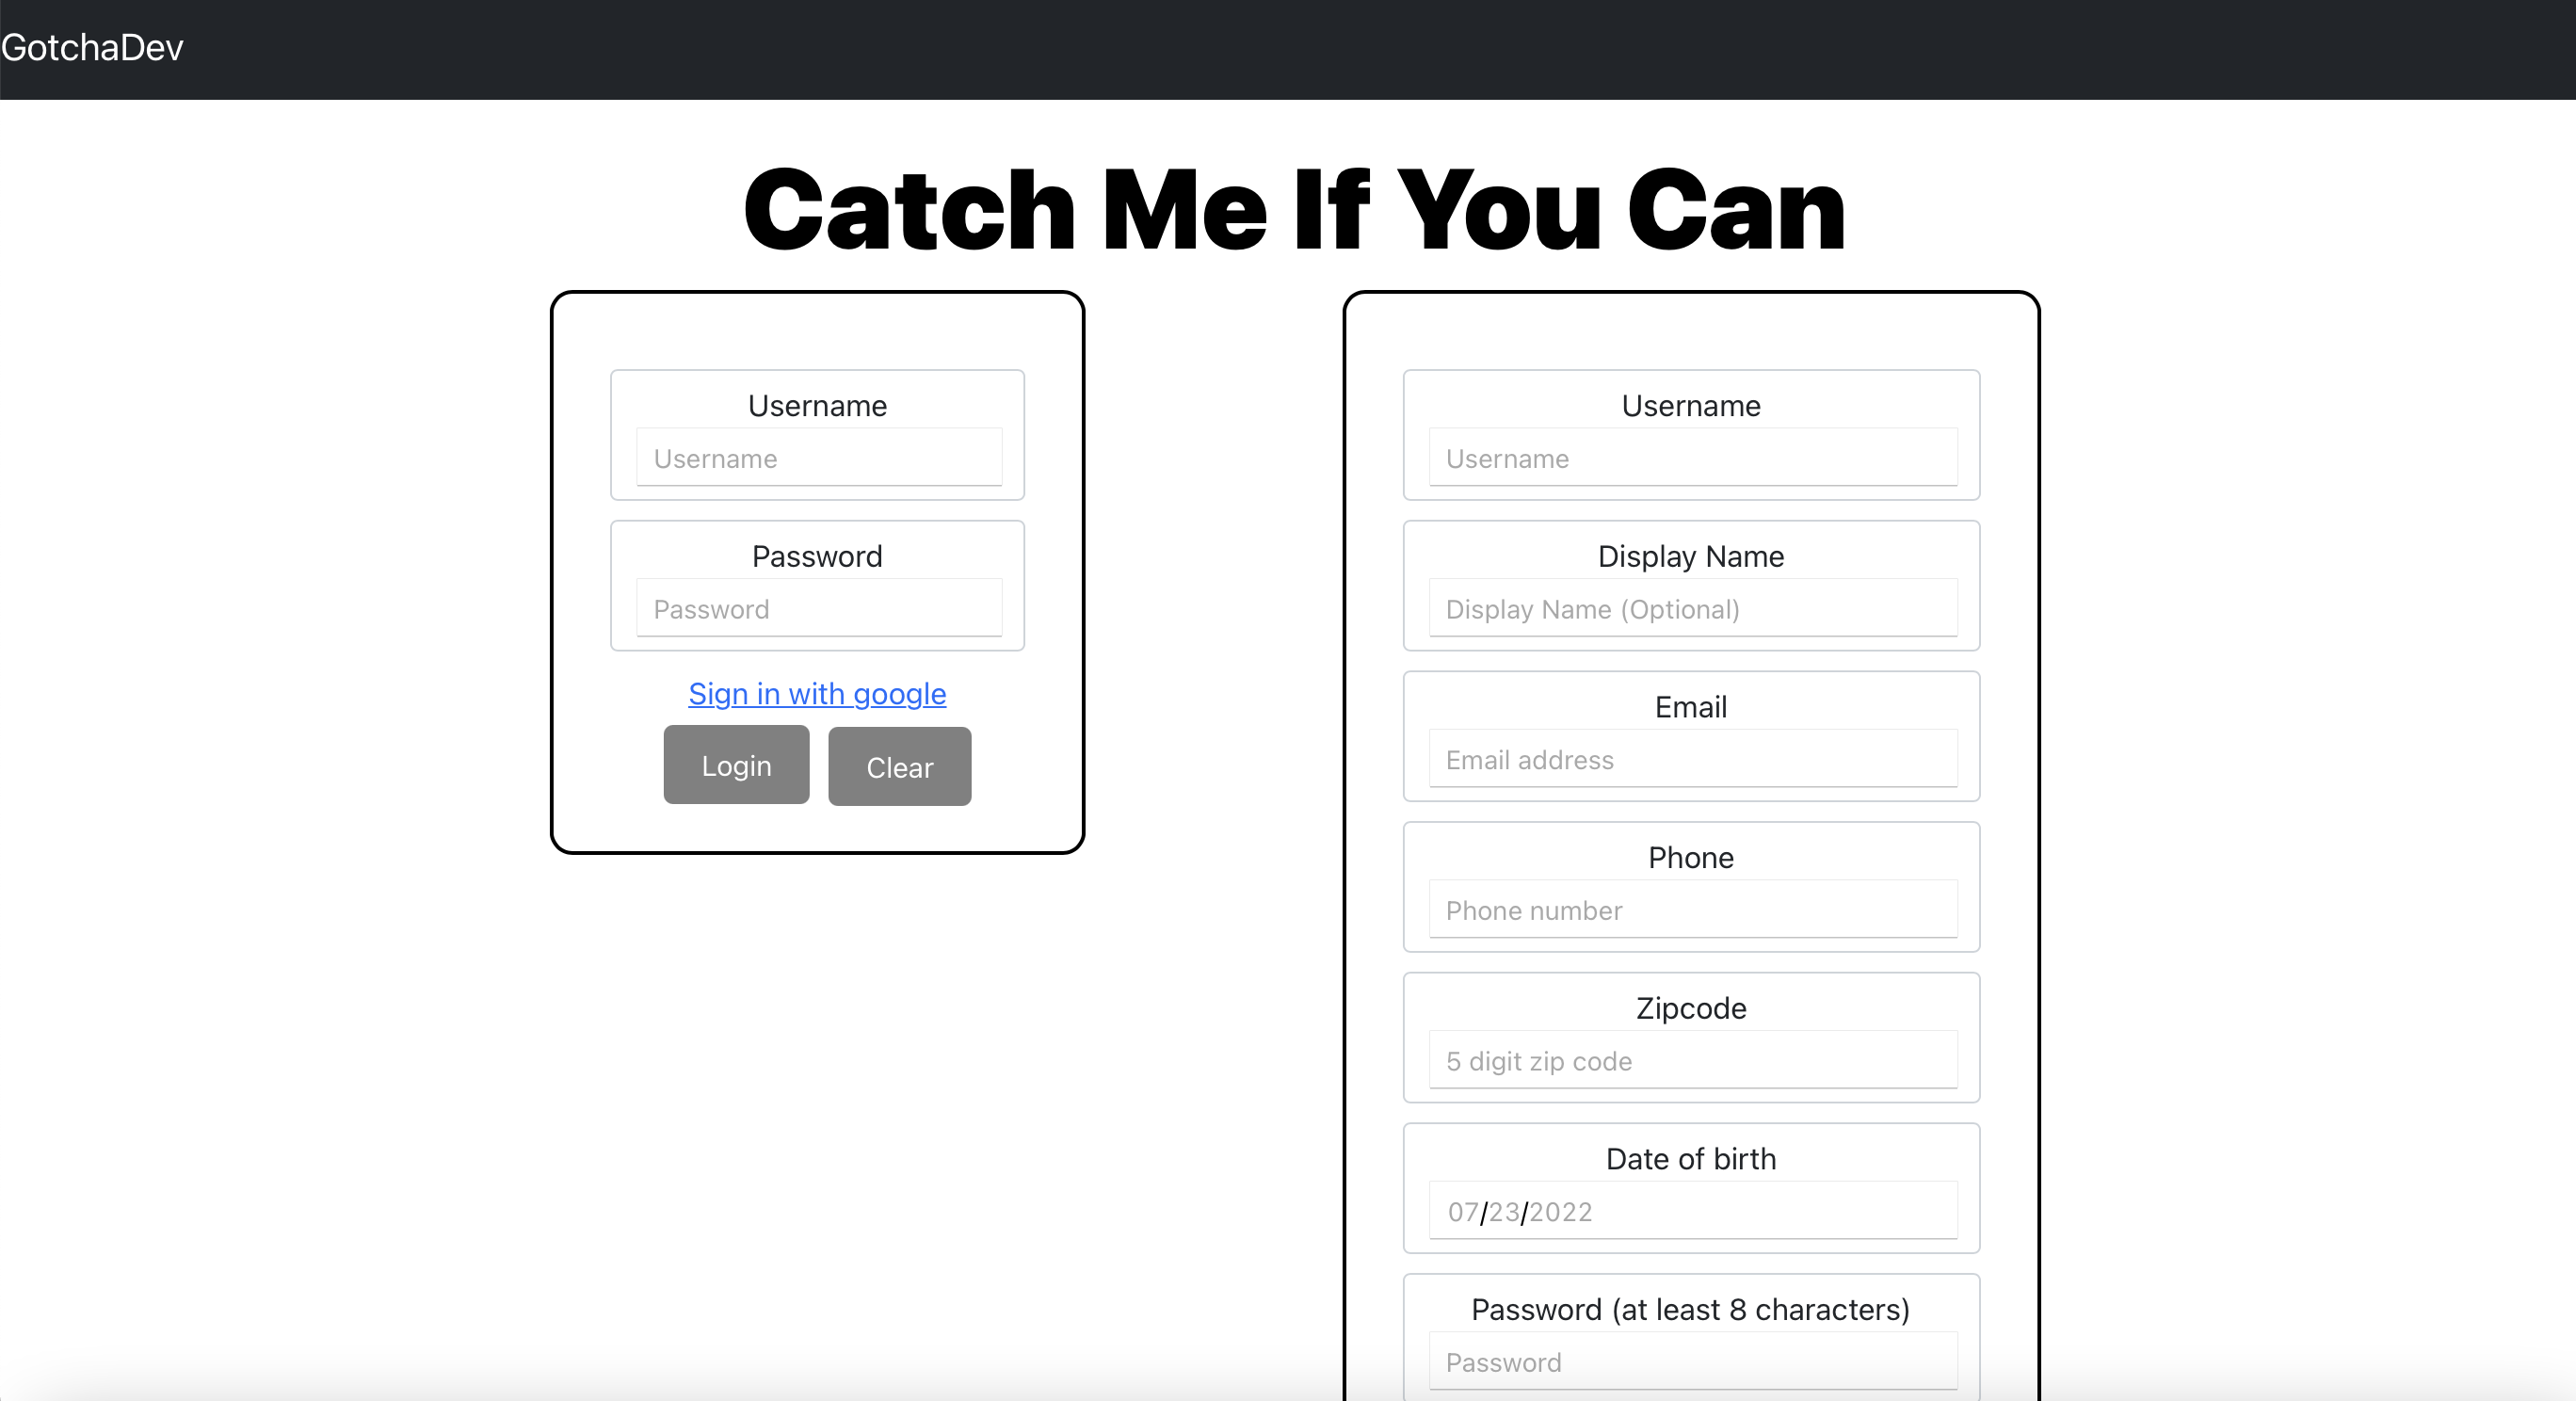 GotchaDev
Catch Me If You Can
Username
Username
Password
Password
Sign in with google
Login Clear
Username
Username
Display Name
Display Name (Optional)
Email
Email address
Phone
Phone number
Zipcode
5 digit zip code
Date of birth
07/23/2022
Password (at least 8 characters)
Password